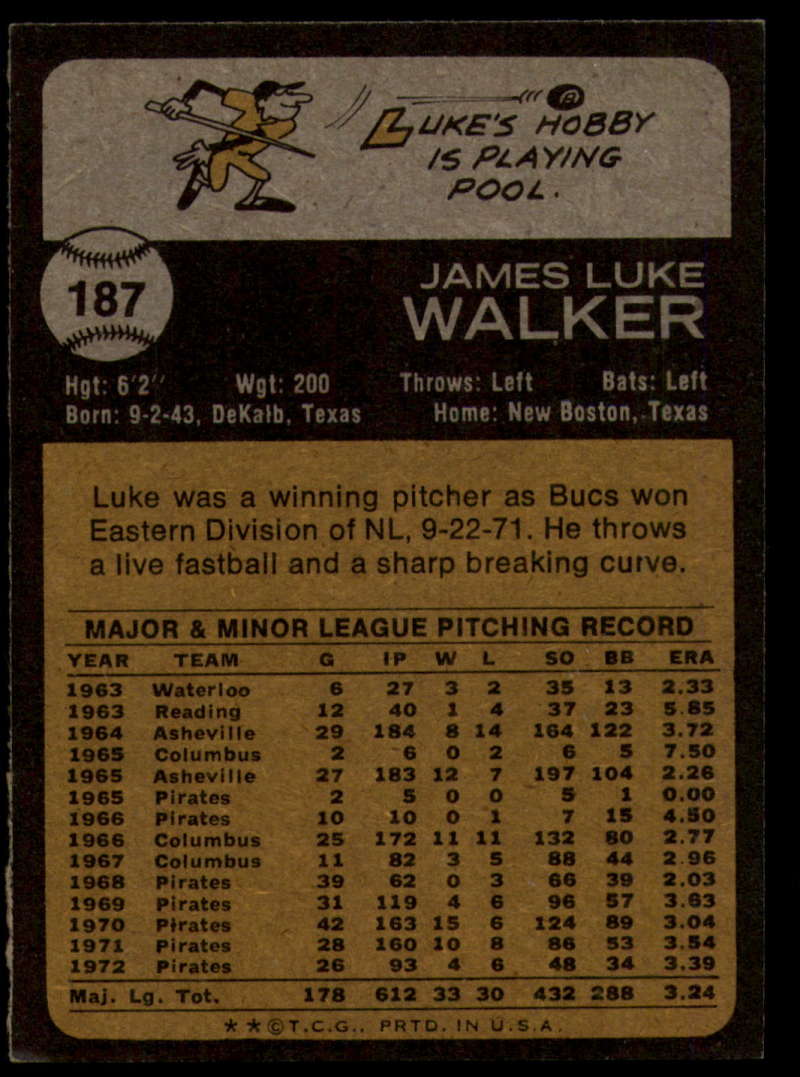 LUKE'S HOBBY
IS PLAYING
POOL.
187
JAMES LUKE
WALKER
Hgt: 6'2" Wgt: 200 Throws: Left Bats: Left
Born: 9-2-43, DeKalb, Texas Home: New Boston, Texas
Luke was a winning pitcher as Bucs won
Eastern Division of NL, 9-22-71. He throws
a live fastball and a sharp breaking curve.
MAJOR & MINOR LEAGUE PITCHING RECORD
YEAR TEAM G IP W L SO BB ERA
1963 Waterloo 6 27 3 2 35 13 2.33
1963 Reading 12 40 1 4 37 23 5.85
1964 Asheville 29 184 8 14 164 122 3.72
1965 Columbus 2 6 0 2 6 5 7.50
1965 Asheville 27 183 12 7 197 104 2.26
1965 Pirates 2 5 0 0 5 1 0.00
1966 Pirates 10 10 0 1 7 15 4.50
1966 Columbus 25 172 11 11 132 80 2.77
1967 Columbus 11 82 3 5 88 44 2.96
1968 Pirates 39 62 0 3 66 39 2.03
1969 Pirates 31 119 4 6 96 57 3.63
1970 Pirates 42 163 15 6 124 89 3.04
1971 Pirates 28 160 10 8 86 53 3.54
1972 Pirates 26 93 4 6 48 34 3.39
Maj. Lg. Tot. 178 612 33 30 432 288 3.24
* * © T.C.G., PRTD. IN U.S.A.